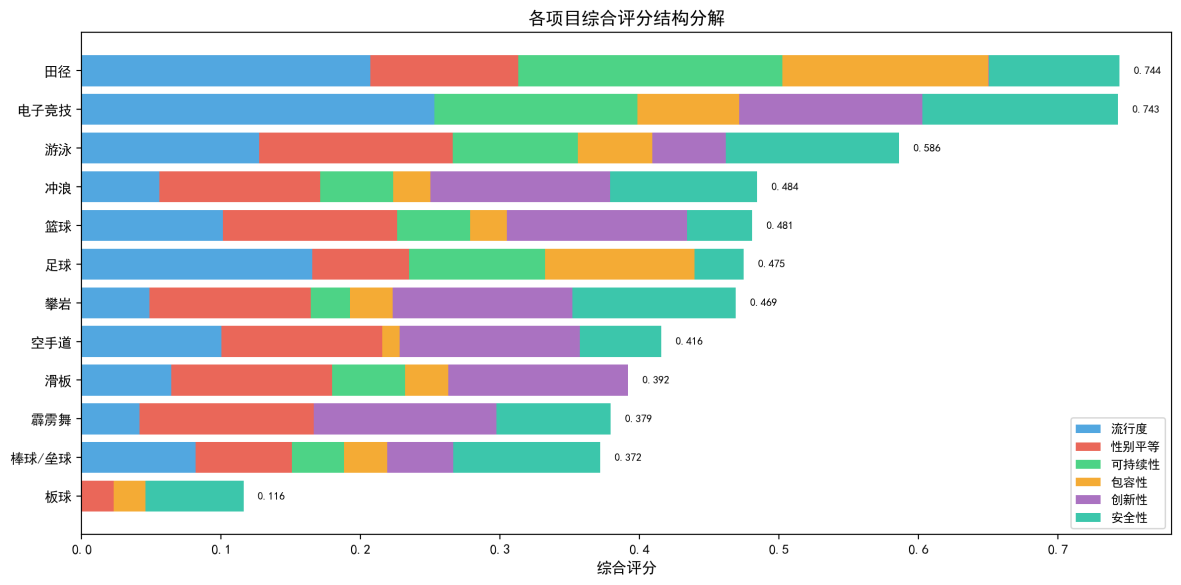 各项目综合评分结构分解
田径 0.744
电子竞技 0.743
游泳 0.586
冲浪 0.484
篮球 0.481
足球 0.475
攀岩 0.469
空手道 0.416
滑板 0.392
霹雳舞 0.379
棒球/垒球 0.372
板球 0.116
流行度
性别平等
可持续性
包容性
创新性
安全性
0.0 0.1 0.2 0.3 0.4 0.5 0.6 0.7
综合评分